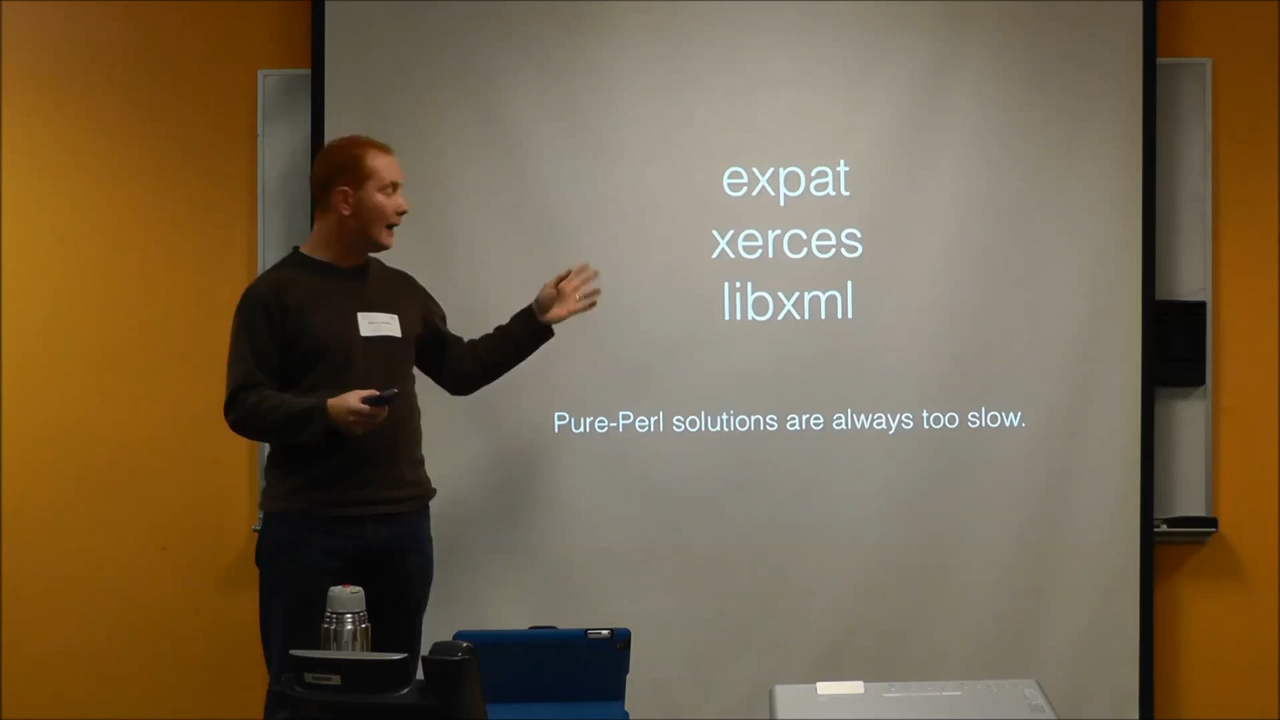 expat
xerces
libxml
Pure-Perl solutions are always too slow.